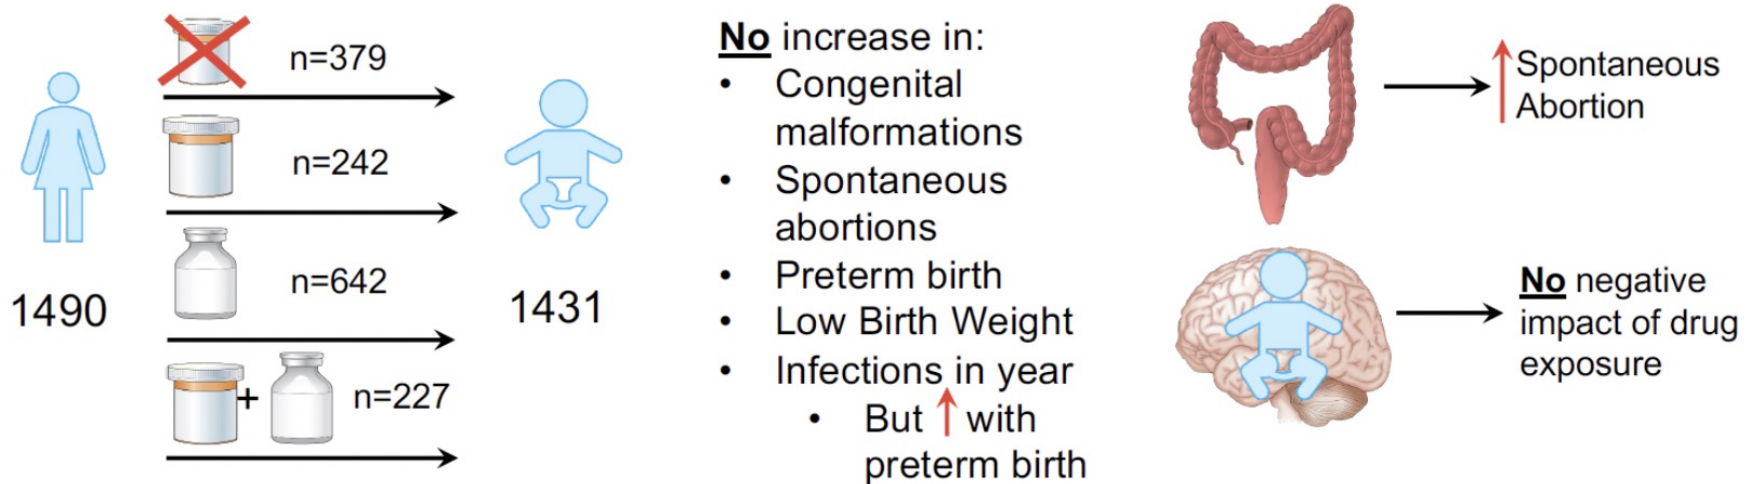 n=379
n=242
n=642
+
n=227
1490
1431
No increase in:
• Congenital
malformations
• Spontaneous
abortions
• Preterm birth
• Low Birth Weight
• Infections in year
• But ↑ with
preterm birth
↑ Spontaneous
Abortion
No negative
impact of drug
exposure